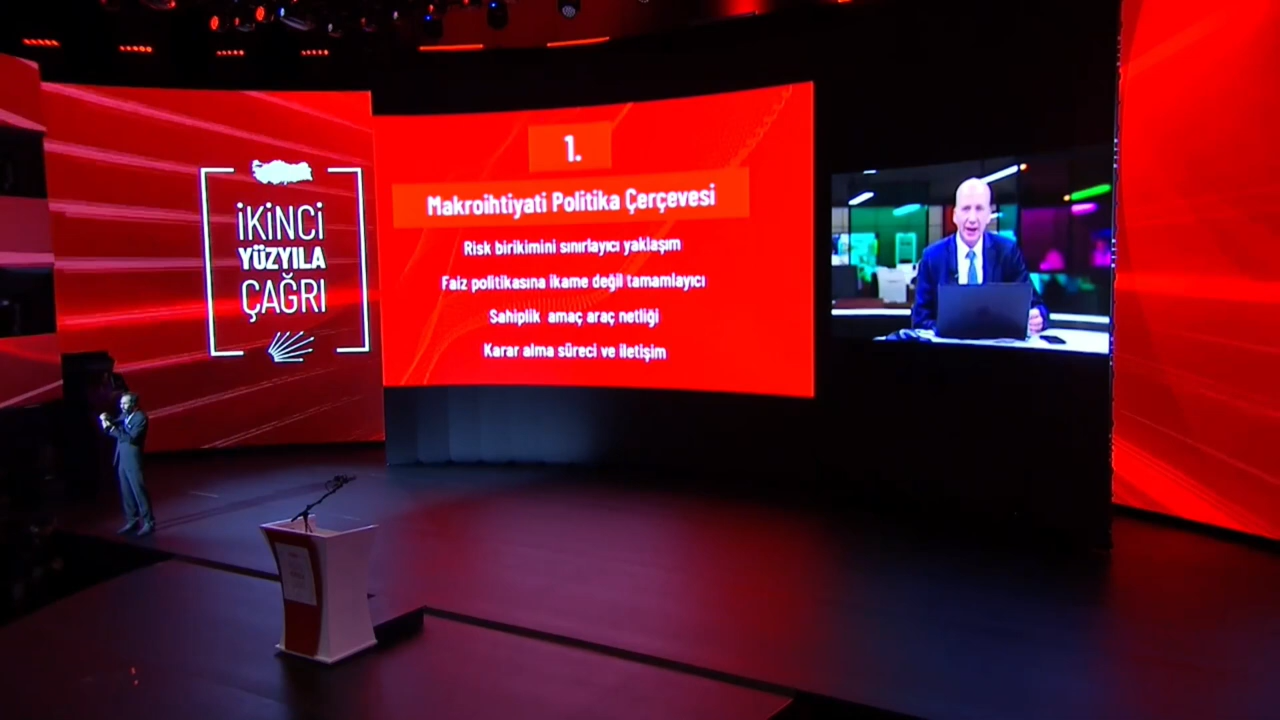 İKİNCİ
YÜZYILA
ÇAĞRI
1.
Makroihtiyati Politika Çerçevesi
Risk birikimini sınırlayıcı yaklaşım
Faiz politikasına ikame değil tamamlayıcı
Sahiplik amaç araç netliği
Karar alma süreci ve iletişim